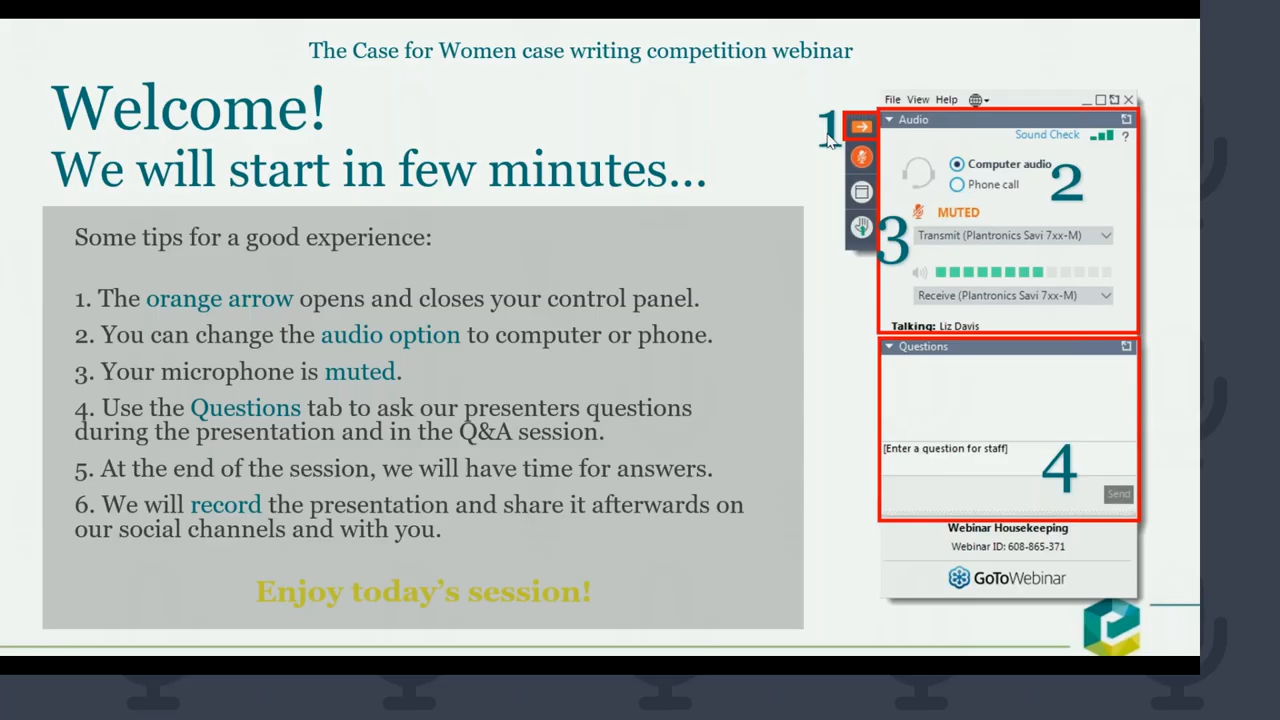 The Case for Women case writing competition webinar
Welcome!
We will start in few minutes...
Some tips for a good experience:
1. The orange arrow opens and closes your control panel.
2. You can change the audio option to computer or phone.
3. Your microphone is muted.
4. Use the Questions tab to ask our presenters questions
during the presentation and in the Q&A session.
5. At the end of the session, we will have time for answers.
6. We will record the presentation and share it afterwards on
our social channels and with you.
Enjoy today's session!
File View Help
1
Audio
Sound Check ?
Computer audio
2
Phone call
MUTED
3
Transmit (Plantronics Savi 7xx-M)
Receive (Plantronics Savi 7xx-M)
Talking: Liz Davis
Questions
[Enter a question for staff]
4
Send
Webinar Housekeeping
Webinar ID: 608-865-371
GoToWebinar